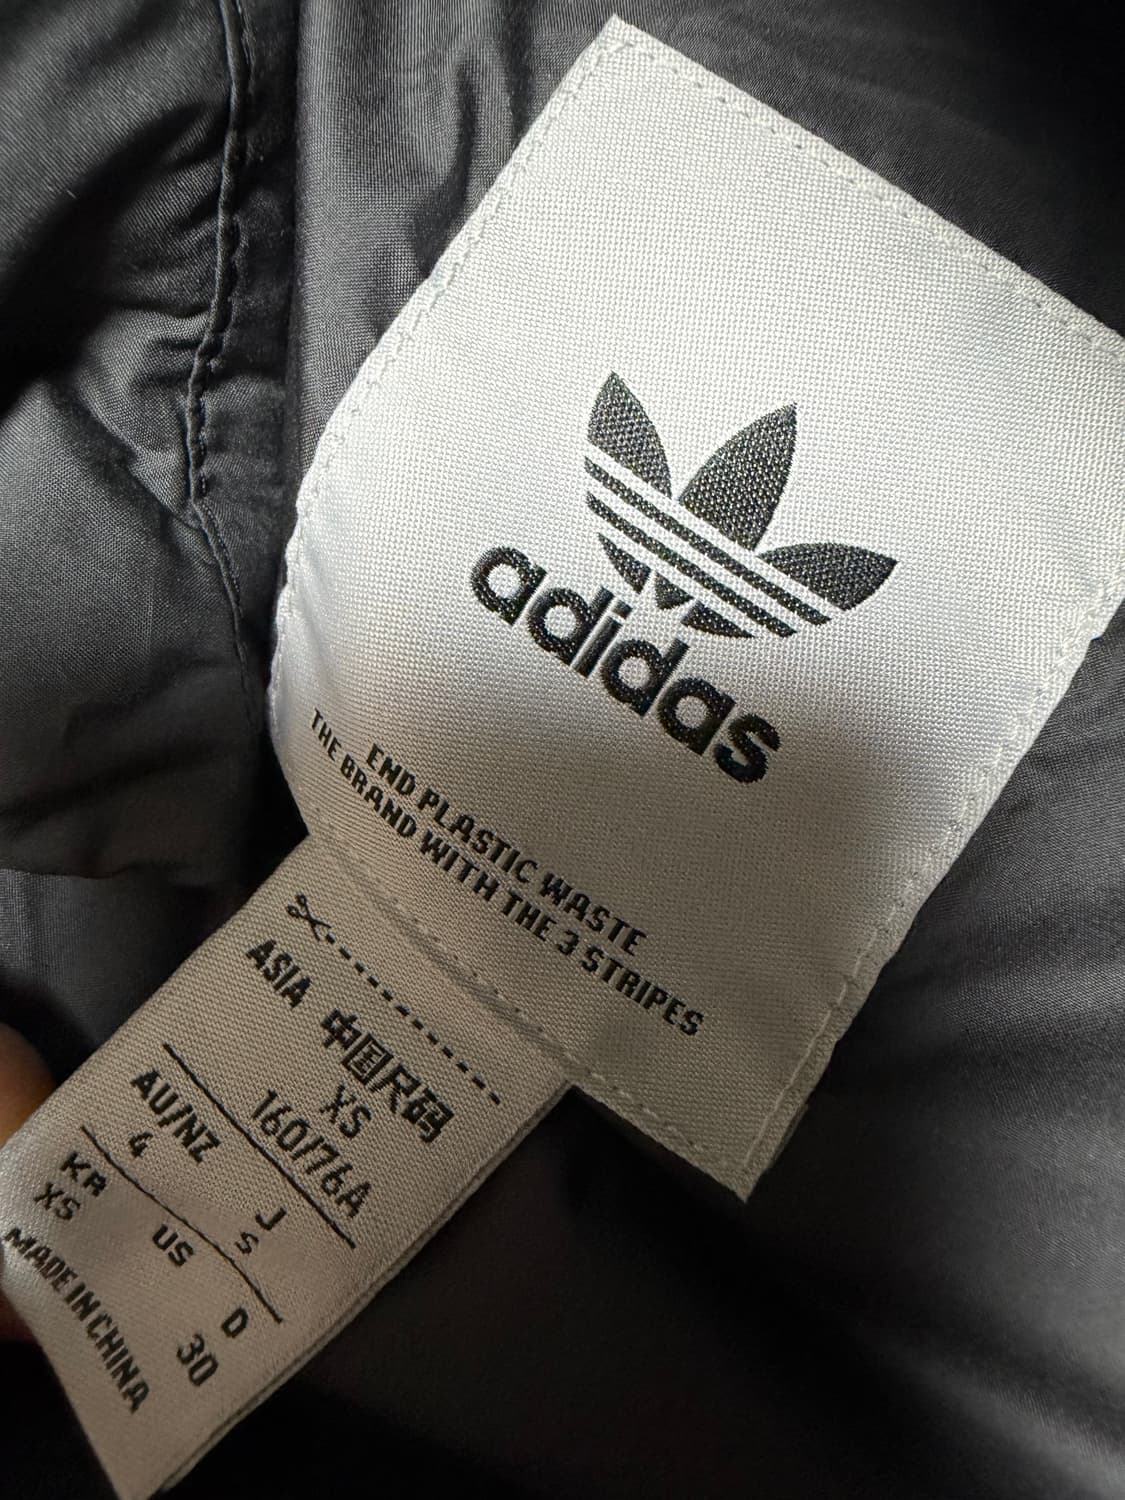 adidas
END PLASTIC WASTE
THE BRAND WITH THE 3 STRIPES
ASIA 中国尺码
XS 160/76A
AU/NZ J
4 S
KR US D
XS 30
MADE IN CHINA